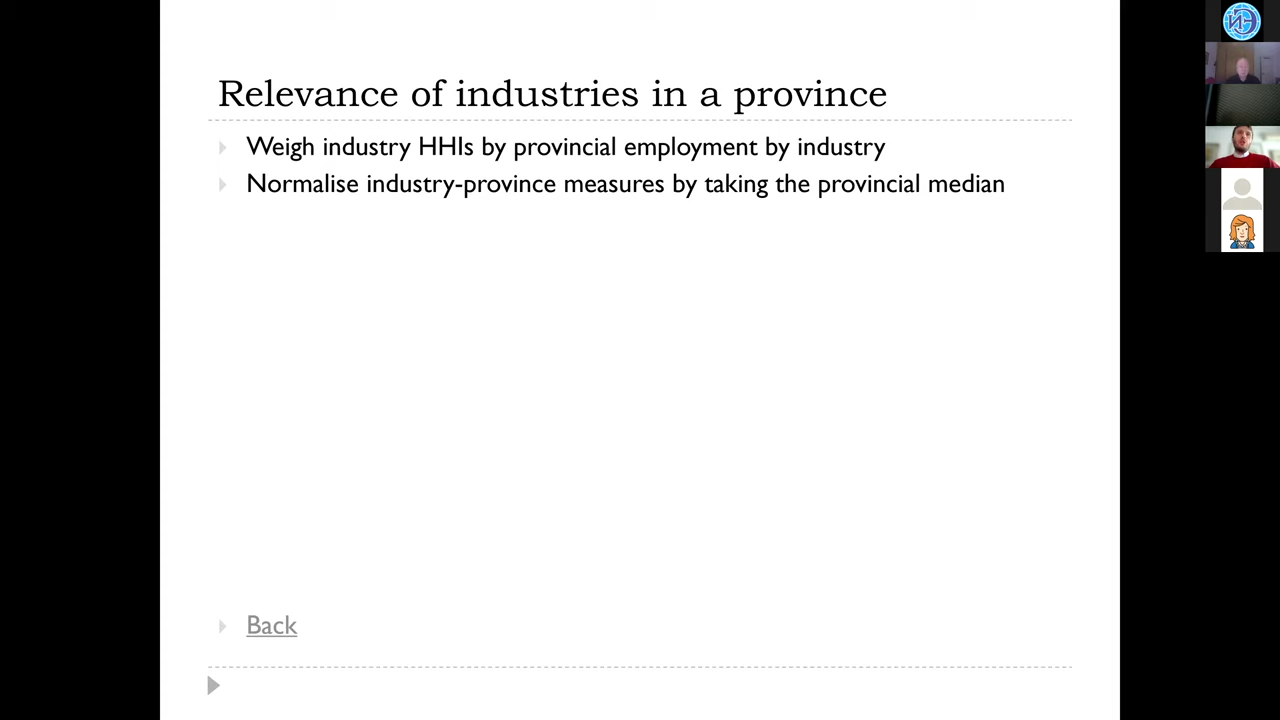 Relevance of industries in a province
Weigh industry HHIs by provincial employment by industry
Normalise industry-province measures by taking the provincial median
Back